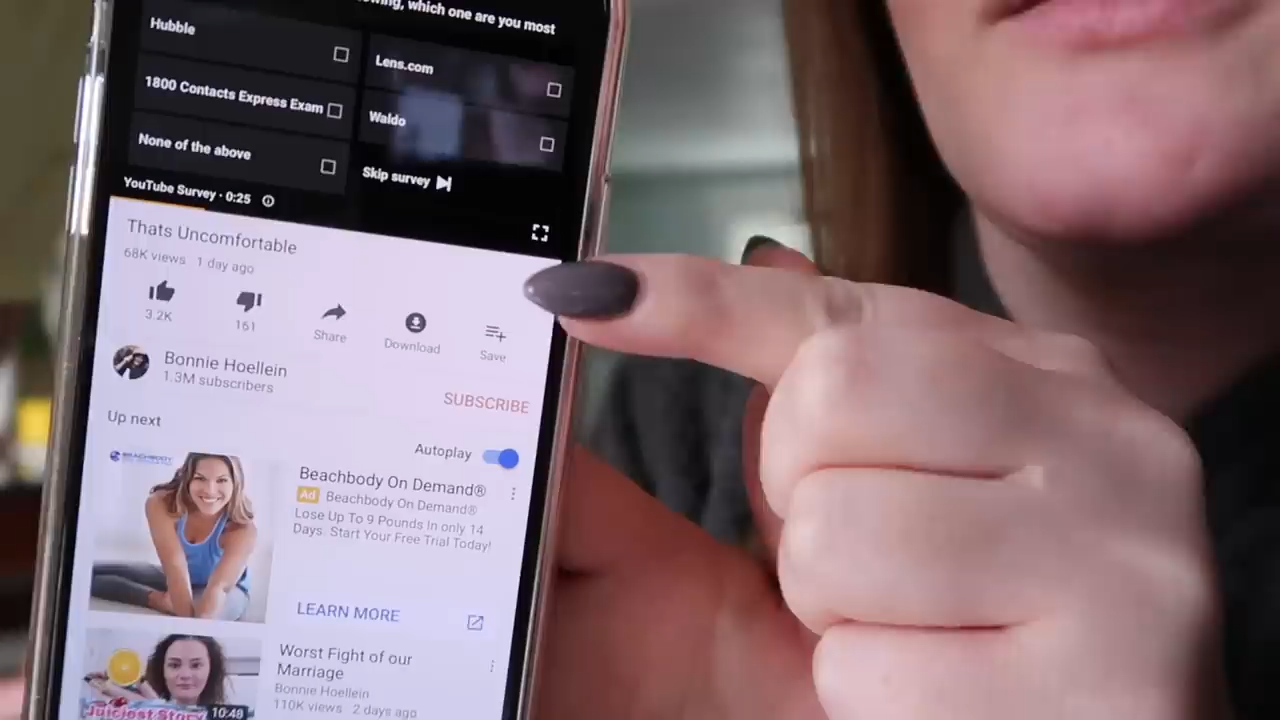 wing, which one are you most
Hubble
Lens.com
1800 Contacts Express Exam
Waldo
None of the above
Skip survey
YouTube Survey · 0:25
Thats Uncomfortable
68K views 1 day ago
3.2K
161
Share
Download
Save
Bonnie Hoellein
1.3M subscribers
SUBSCRIBE
Up next
Autoplay
BEACHBODY
Beachbody On Demand®
Ad Beachbody On Demand®
Lose Up To 9 Pounds In only 14
Days. Start Your Free Trial Today!
LEARN MORE
Worst Fight of our
Marriage
Bonnie Hoellein
110K views 2 days ago
Juiciest Story
10:48